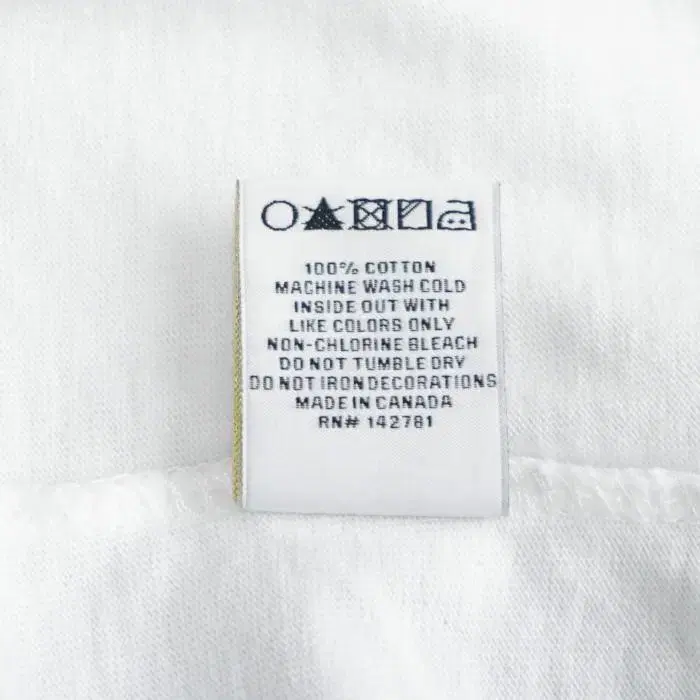 100% COTTON
MACHINE WASH COLD
INSIDE OUT WITH
LIKE COLORS ONLY
NON-CHLORINE BLEACH
DO NOT TUMBLE DRY
DO NOT IRON DECORATIONS
MADE IN CANADA
RN# 142781